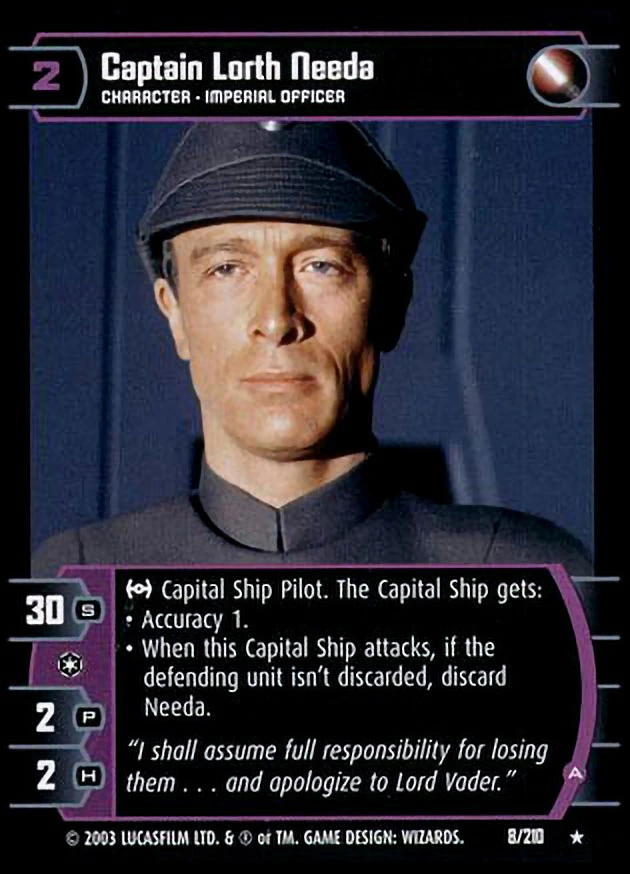 2
Captain Lorth Needa
CHARACTER · IMPERIAL OFFICER
30 S
2 P
2 H
Capital Ship Pilot. The Capital Ship gets:
• Accuracy 1.
• When this Capital Ship attacks, if the
defending unit isn't discarded, discard
Needa.
"I shall assume full responsibility for losing
them . . . and apologize to Lord Vader."
A
© 2003 LUCASFILM LTD. & ® or TM. GAME DESIGN: WIZARDS. 8/210 ★